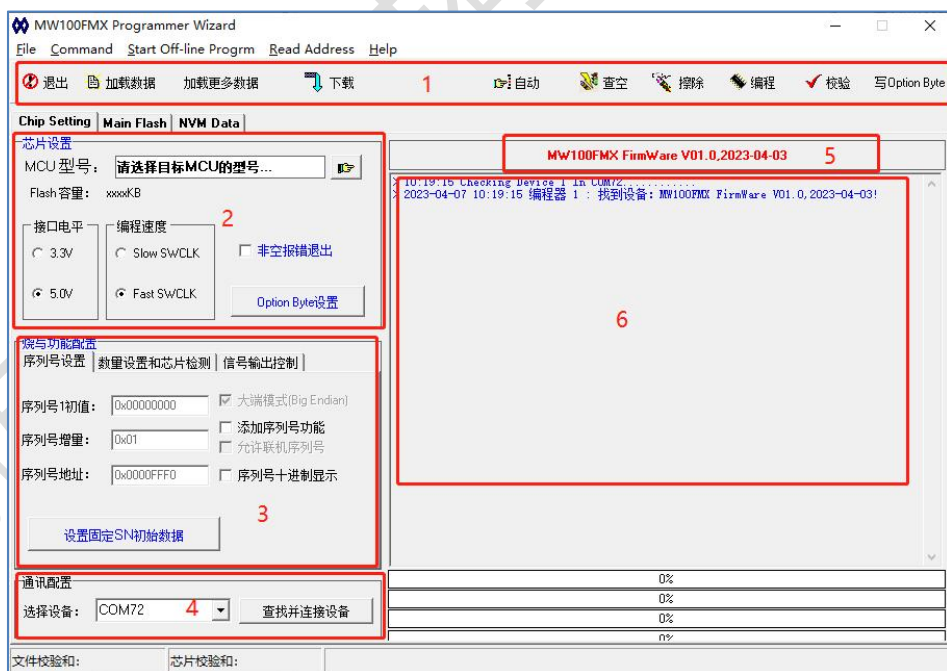 MW100FMX Programmer Wizard
File Command Start Off-line Progrm Read Address Help
退出 加载数据 加载更多数据 下载 1 自动 查空 擦除 编程 校验 写Option Byte
Chip Setting Main Flash NVM Data
芯片设置
MCU型号： 请选择目标MCU的型号...
Flash容量： xxxxKB
接口电平 编程速度 2
3.3V Slow SWCLK 非空报错退出
5.0V Fast SWCLK Option Byte设置
MW100FMX FirmWare V01.0,2023-04-03 5
> 10:19:15 Checking Device 1 In COM72............
> 2023-04-07 10:19:15 编程器 1 : 找到设备: MW100FMX FirmWare V01.0,2023-04-03!
6
烧写功能配置
序列号设置 数量设置和芯片检测 信号输出控制
序列号1初值： 0x00000000 大端模式(Big Endian)
添加序列号功能
序列号增量： 0x01 允许联机序列号
序列号地址： 0x0000FFF0 序列号十进制显示
设置固定SN初始数据 3
通讯配置
选择设备： COM72 4 查找并连接设备
0%
0%
0%
0%
文件校验和: 芯片校验和: